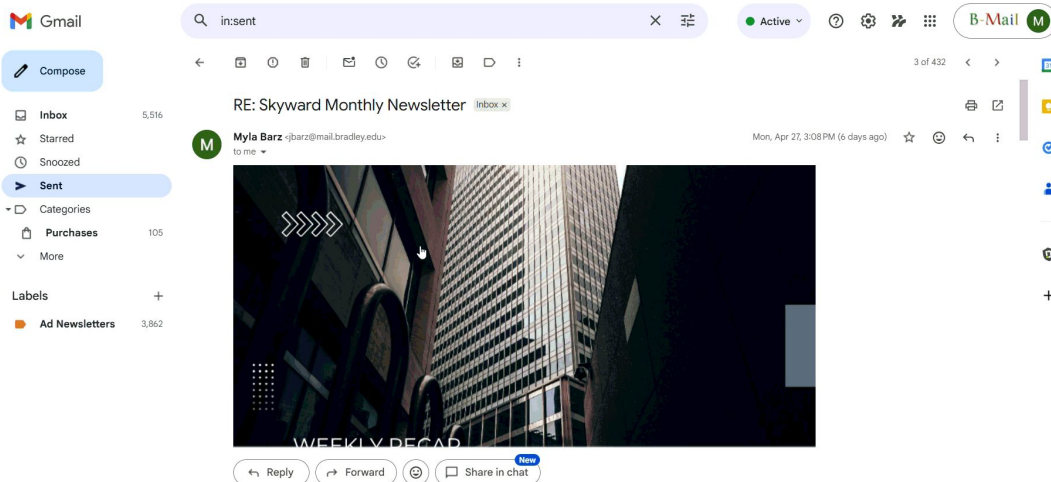 Gmail
in:sent
Active
B-Mail M
Compose
3 of 432
Inbox 5,516
Starred
Snoozed
Sent
Categories
Purchases 105
More
Labels
Ad Newsletters 3,862
RE: Skyward Monthly Newsletter Inbox x
M
Myla Barz <jbarz@mail.bradley.edu> Mon, Apr 27, 3:08 PM (6 days ago)
to me
WEEKLY RECAP
Reply Forward Share in chat New